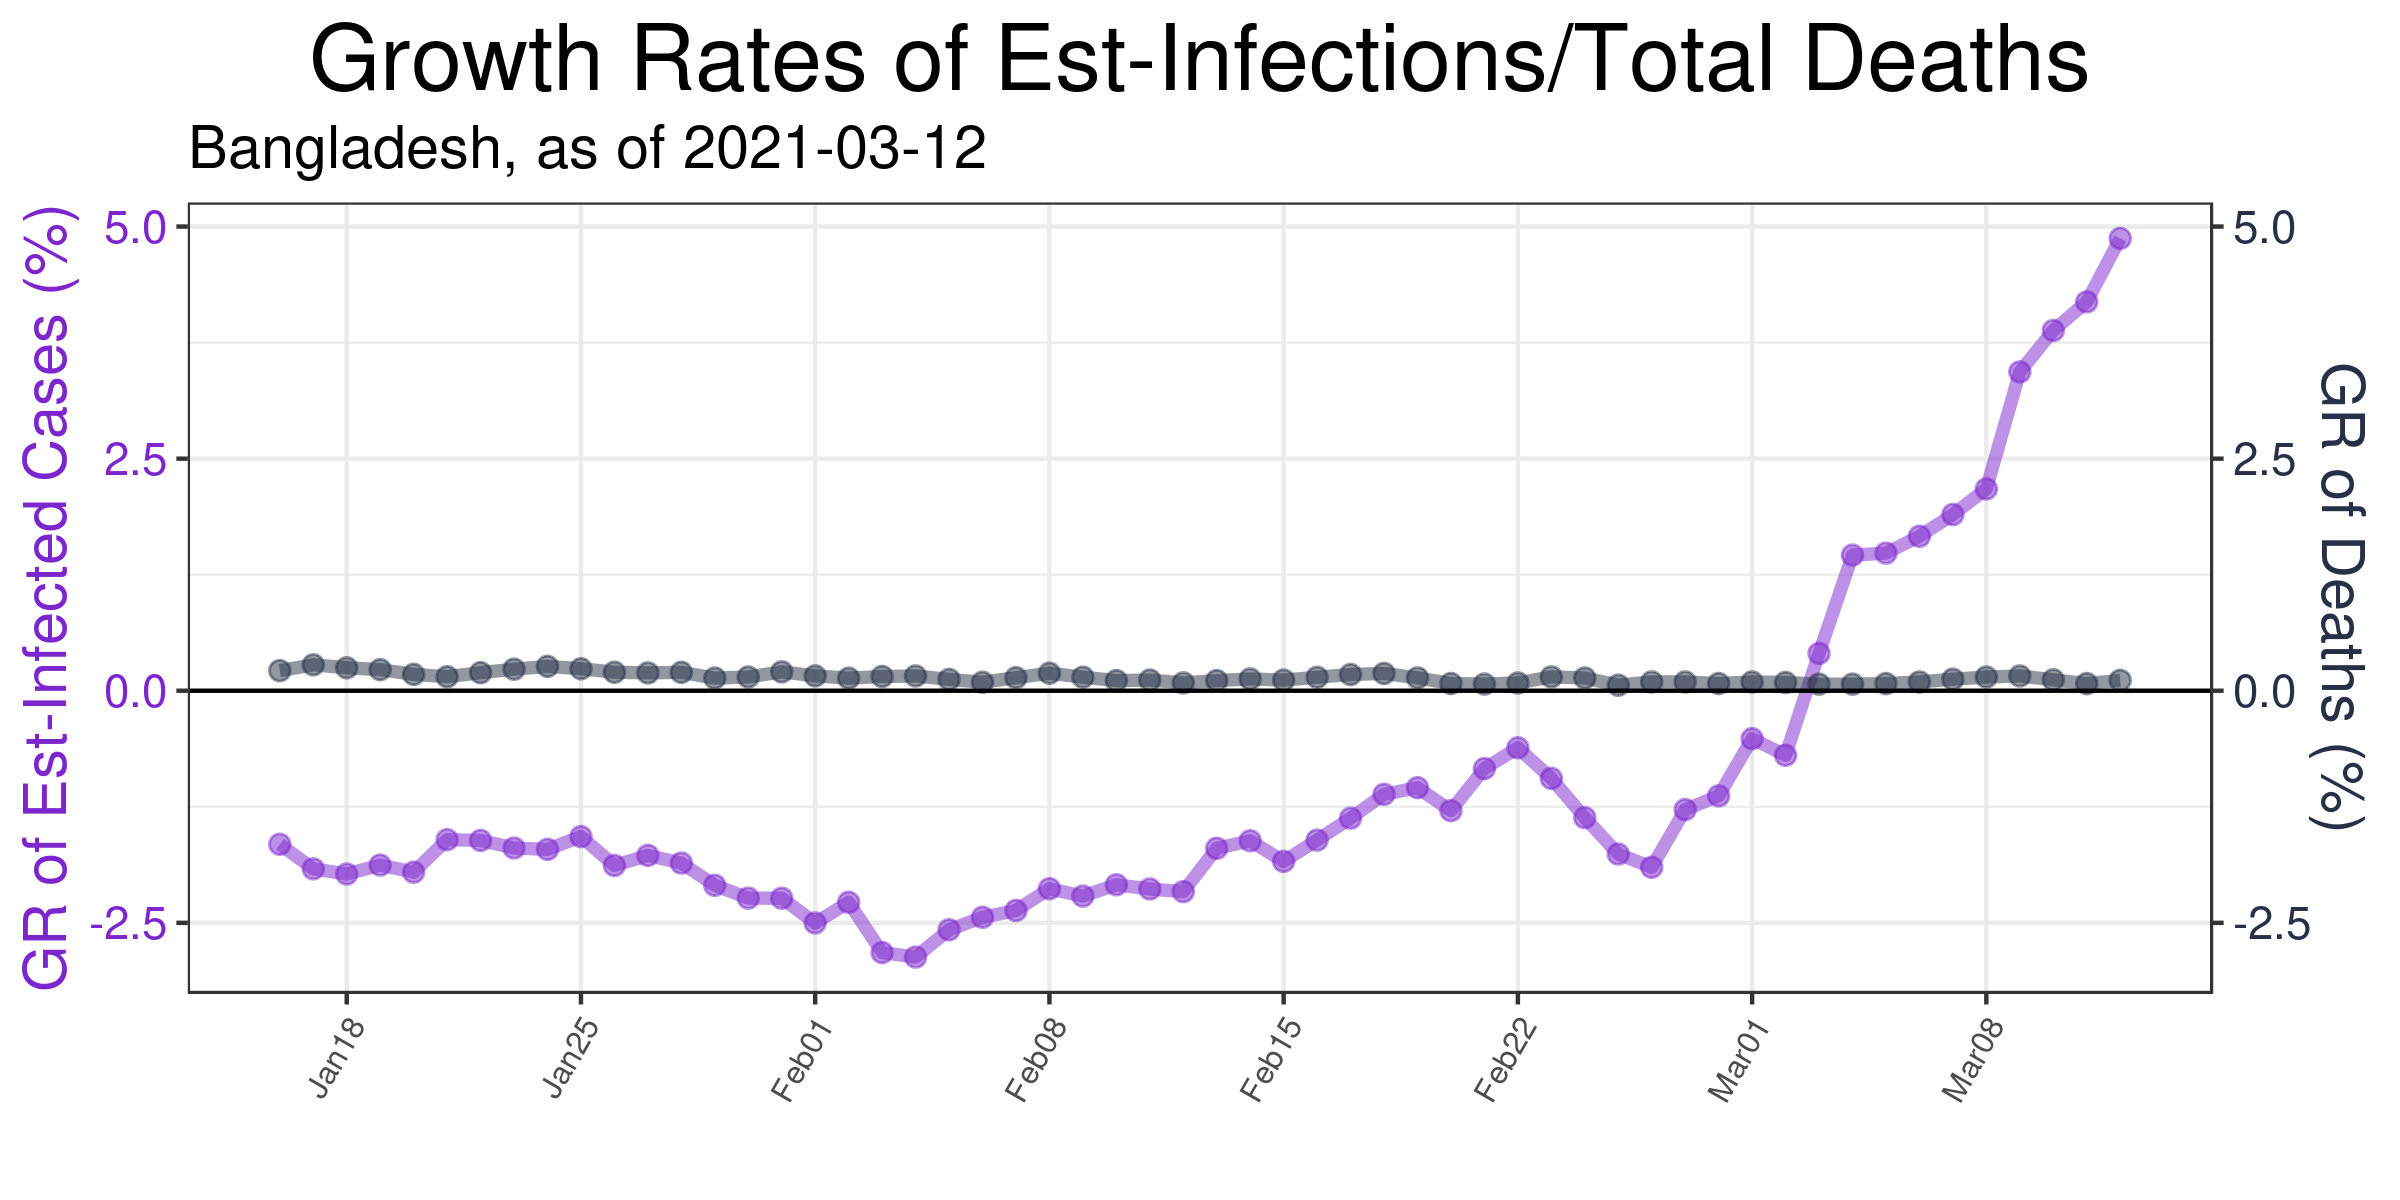 Growth Rates of Est-Infections/Total Deaths
Bangladesh, as of 2021-03-12
GR of Est-Infected Cases (%)
5.0
2.5
0.0
-2.5
5.0
2.5
0.0
-2.5
GR of Deaths (%)
Jan18
Jan25
Feb01
Feb08
Feb15
Feb22
Mar01
Mar08